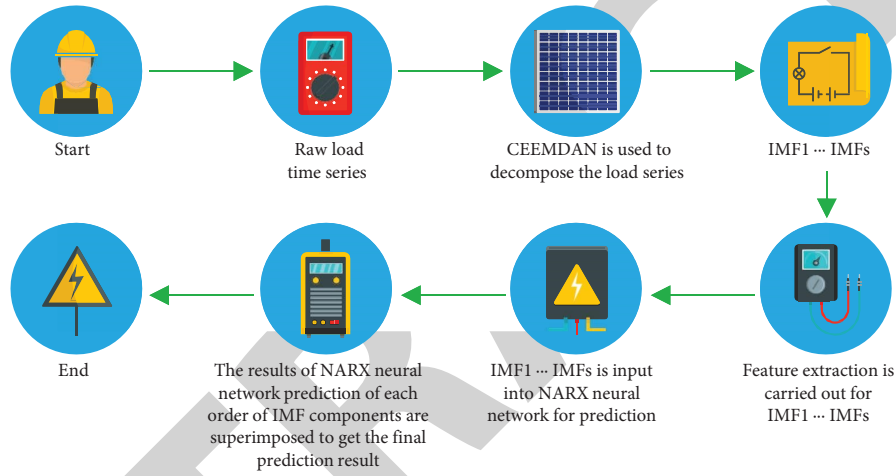 Start
Raw load
time series
CEEMDAN is used to
decompose the load series
IMF1 ··· IMFs
Feature extraction is
carried out for
IMF1 ··· IMFs
IMF1 ··· IMFs is input
into NARX neural
network for prediction
The results of NARX neural
network prediction of each
order of IMF components are
superimposed to get the final
prediction result
End